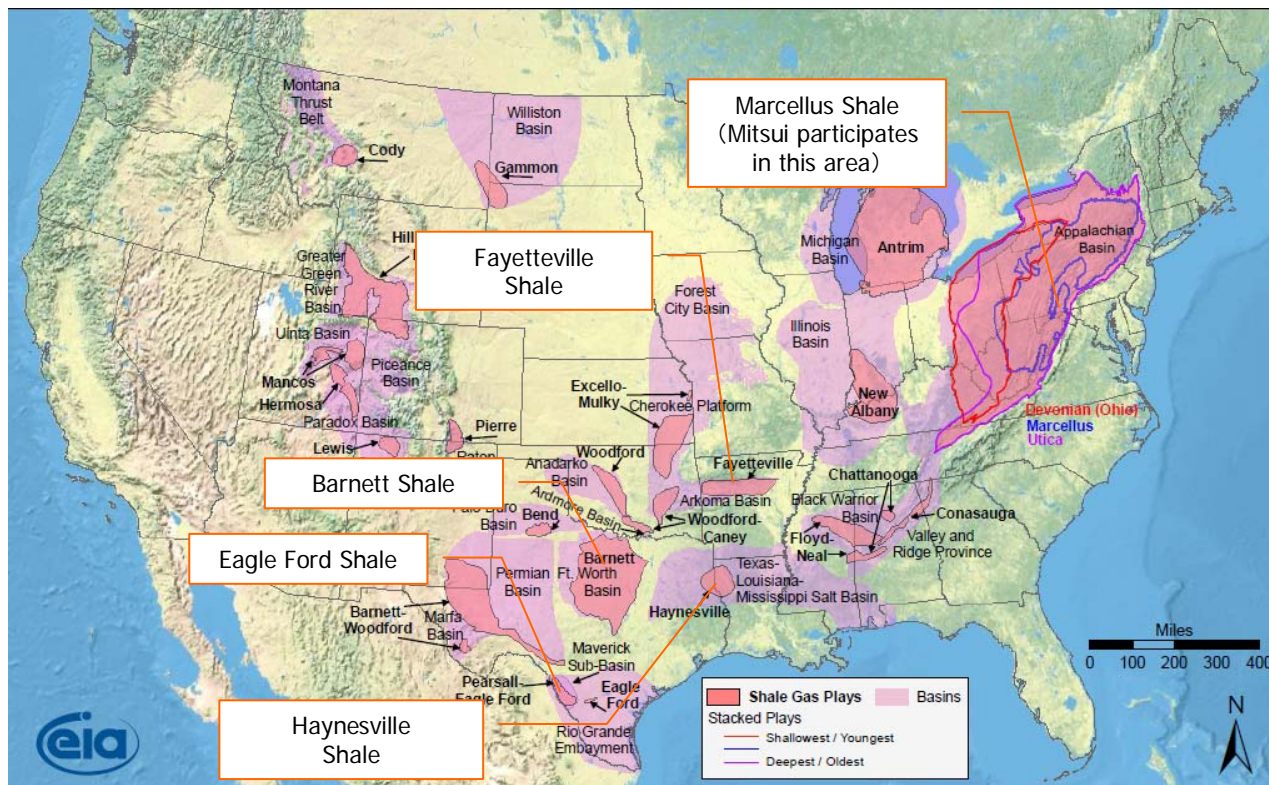 Montana
Thrust
Belt
Cody
Williston
Basin
Gammon
Marcellus Shale
(Mitsui participates
in this area)
Michigan
Basin
Antrim
Appalachian
Basin
Greater
Green
River
Basin
Fayetteville
Shale
Forest
City Basin
Illinois
Basin
Uinta Basin
Piceance
Basin
Mancos
Hermosa
Paradox Basin
Lewis
Pierre
Excello-
Mulky
Cherokee Platform
New
Albany
Devonian (Ohio)
Marcellus
Utica
Barnett Shale
Anadarko
Basin
Woodford
Ardmore Basin
Fayetteville
Arkoma Basin
Chattanooga
Black Warrior
Basin
Conasauga
Valley and
Ridge Province
Floyd-
Neal
Basin
Bend
Woodford-
Caney
Eagle Ford Shale
Permian
Basin
Barnett
Ft. Worth
Basin
Haynesville
Texas-
Louisiana-
Mississippi Salt Basin
Barnett-
Woodford
Marfa
Basin
Maverick
Sub-Basin
Pearsall-
Eagle Ford
Eagle
Ford
Rio Grande
Embayment
Haynesville
Shale
Miles
0 100 200 300 400
Shale Gas Plays
Basins
Stacked Plays
Shallowest / Youngest
Deepest / Oldest
N
eia